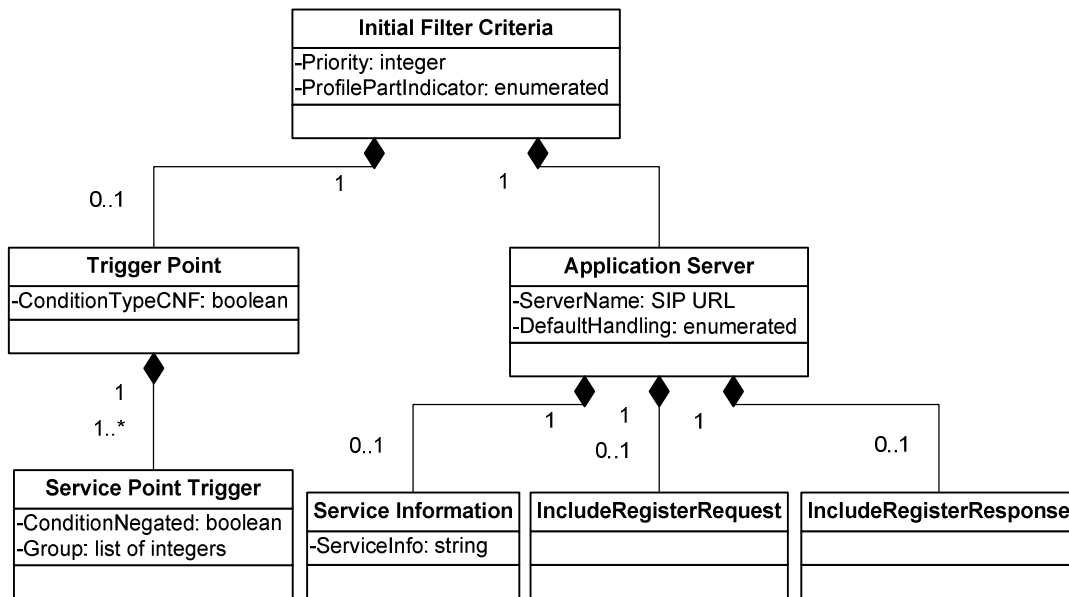 Initial Filter Criteria
-Priority: integer
-ProfilePartIndicator: enumerated
1
1
0..1
Trigger Point
-ConditionTypeCNF: boolean
Application Server
-ServerName: SIP URL
-DefaultHandling: enumerated
1
1..*
1
1
1
0..1
0..1
0..1
Service Point Trigger
-ConditionNegated: boolean
-Group: list of integers
Service Information
-ServiceInfo: string
IncludeRegisterRequest
IncludeRegisterResponse